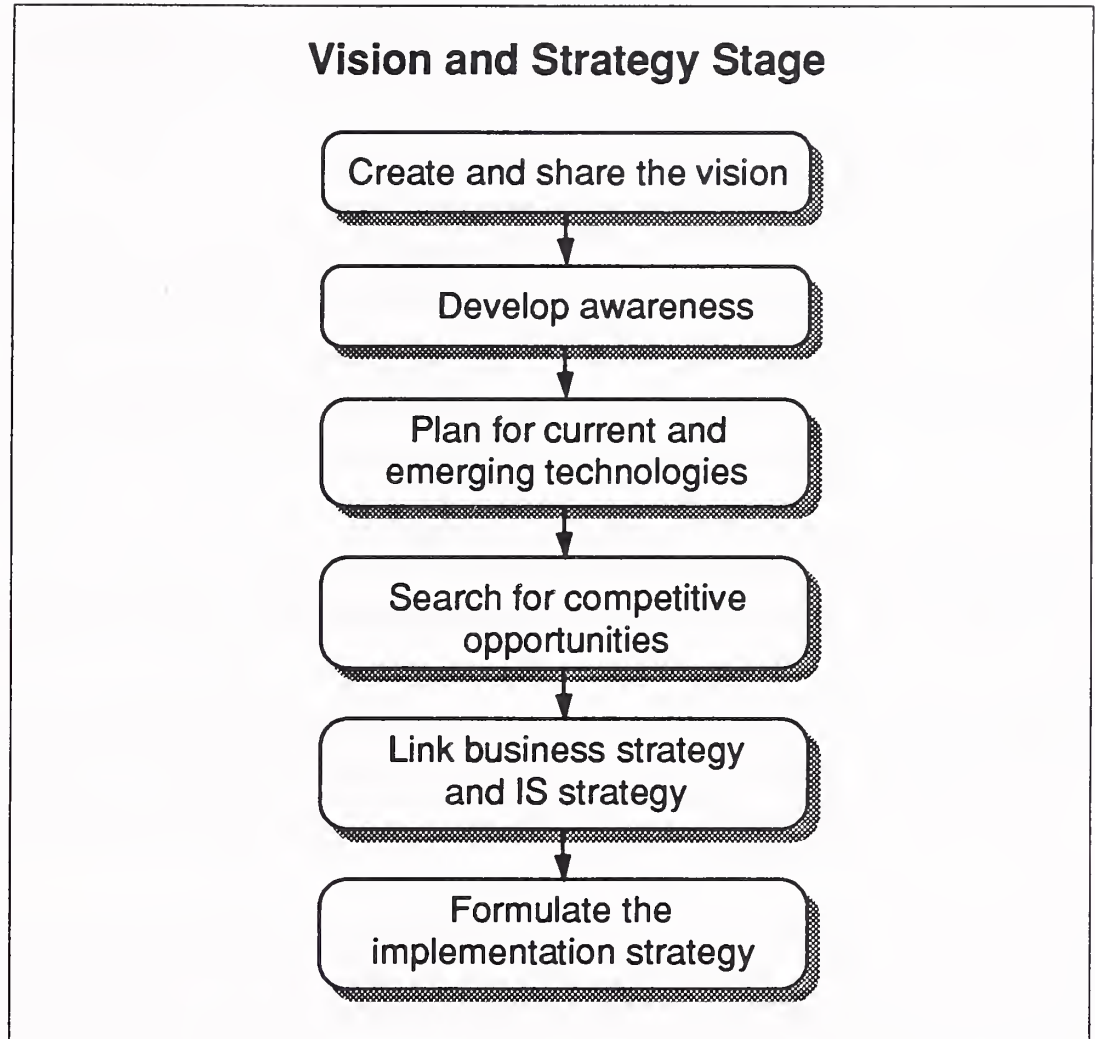 Vision and Strategy Stage
Create and share the vision
Develop awareness
Plan for current and
emerging technologies
Search for competitive
opportunities
Link business strategy
and IS strategy
Formulate the
implementation strategy